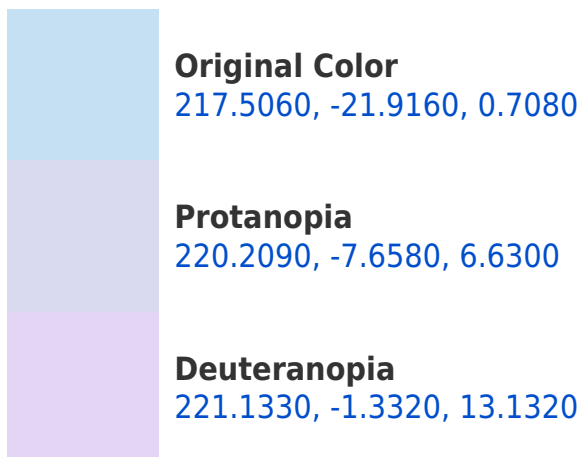 Original Color
217.5060, -21.9160, 0.7080
Protanopia
220.2090, -7.6580, 6.6300
Deuteranopia
221.1330, -1.3320, 13.1320